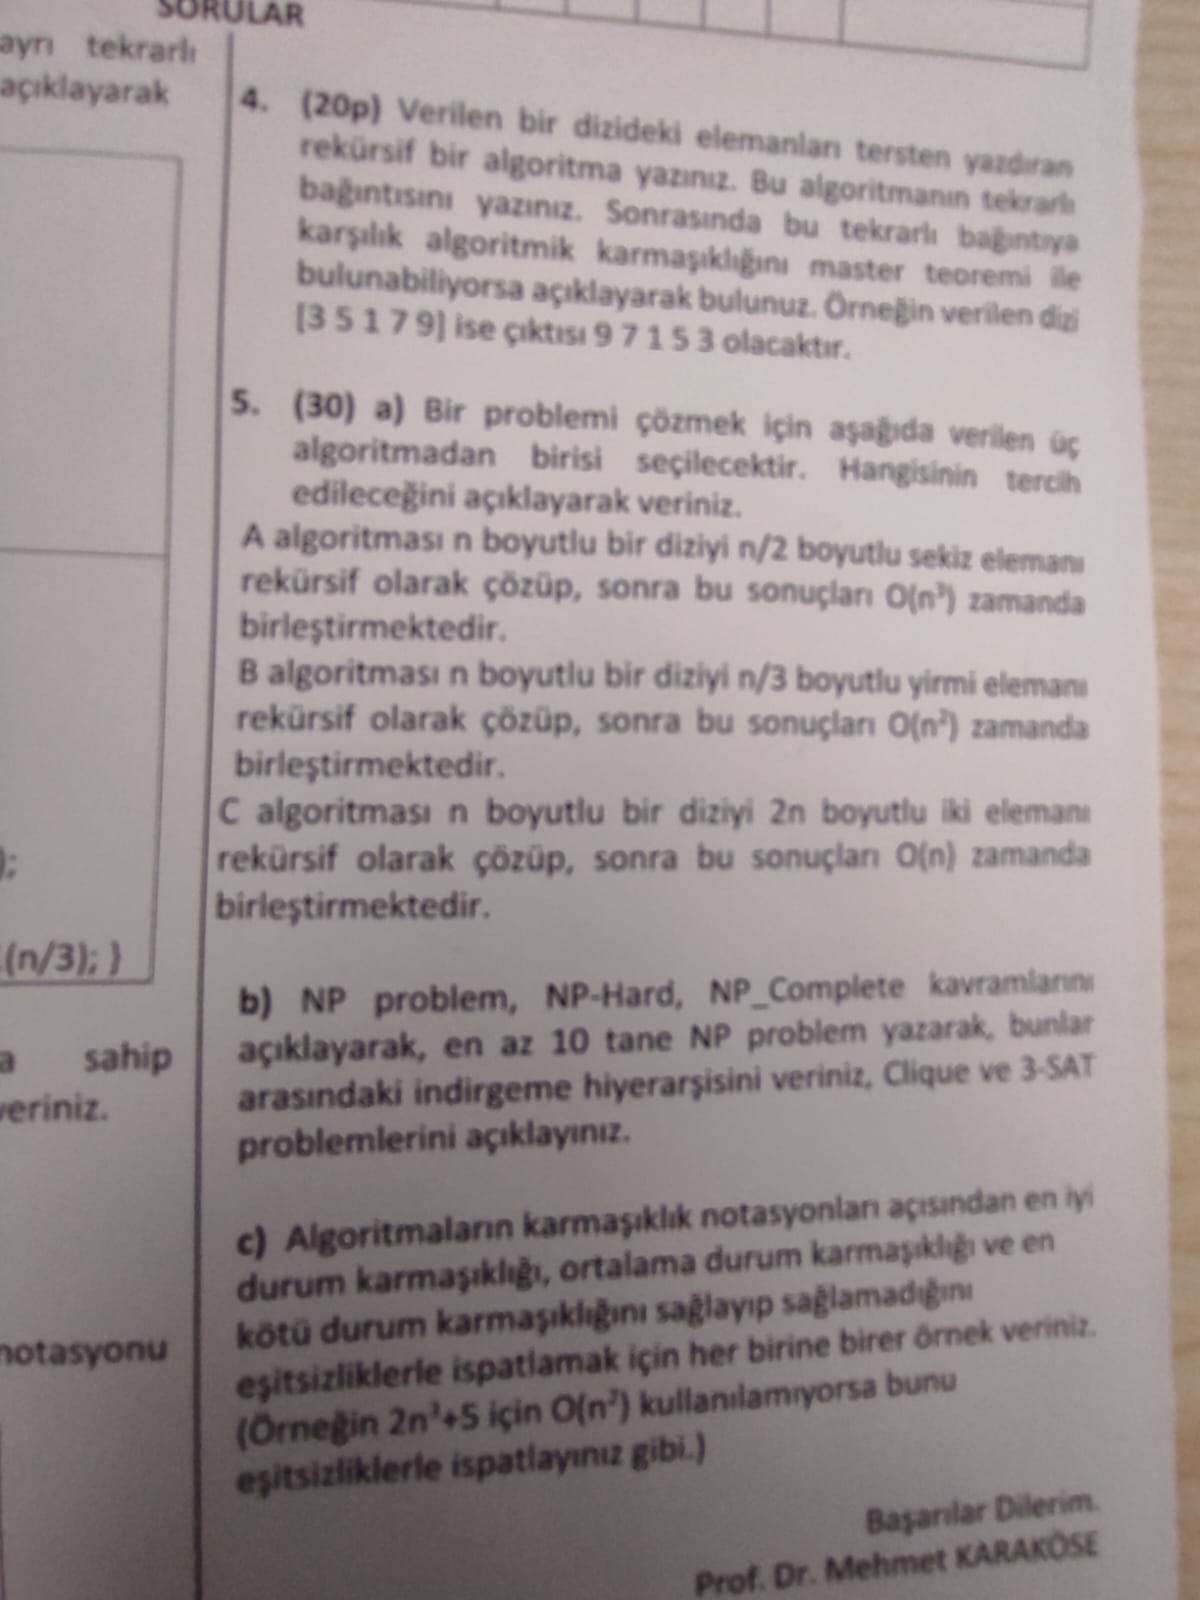 SORULAR
ayrı tekrarlı
açıklayarak
);
(n/3); }
a sahip
veriniz.
notasyonu
4. (20p) Verilen bir dizideki elemanları tersten yazdıran
rekürsif bir algoritma yazınız. Bu algoritmanın tekrarlı
bağıntısını yazınız. Sonrasında bu tekrarlı bağıntıya
karşılık algoritmik karmaşıklığını master teoremi ile
bulunabiliyorsa açıklayarak bulunuz. Örneğin verilen dizi
[3 5 1 7 9] ise çıktısı 9 7 1 5 3 olacaktır.
5. (30) a) Bir problemi çözmek için aşağıda verilen üç
algoritmadan birisi seçilecektir. Hangisinin tercih
edileceğini açıklayarak veriniz.
A algoritması n boyutlu bir diziyi n/2 boyutlu sekiz elemanı
rekürsif olarak çözüp, sonra bu sonuçları O(n³) zamanda
birleştirmektedir.
B algoritması n boyutlu bir diziyi n/3 boyutlu yirmi elemanı
rekürsif olarak çözüp, sonra bu sonuçları O(n²) zamanda
birleştirmektedir.
C algoritması n boyutlu bir diziyi 2n boyutlu iki elemanı
rekürsif olarak çözüp, sonra bu sonuçları O(n) zamanda
birleştirmektedir.
b) NP problem, NP-Hard, NP_Complete kavramlarını
açıklayarak, en az 10 tane NP problem yazarak, bunlar
arasındaki indirgeme hiyerarşisini veriniz, Clique ve 3-SAT
problemlerini açıklayınız.
c) Algoritmaların karmaşıklık notasyonları açısından en iyi
durum karmaşıklığı, ortalama durum karmaşıklığı ve en
kötü durum karmaşıklığını sağlayıp sağlamadığını
eşitsizliklerle ispatlamak için her birine birer örnek veriniz.
(Örneğin 2n³+5 için O(n²) kullanılamıyorsa bunu
eşitsizliklerle ispatlayınız gibi.)
Başarılar Dilerim.
Prof. Dr. Mehmet KARAKÖSE